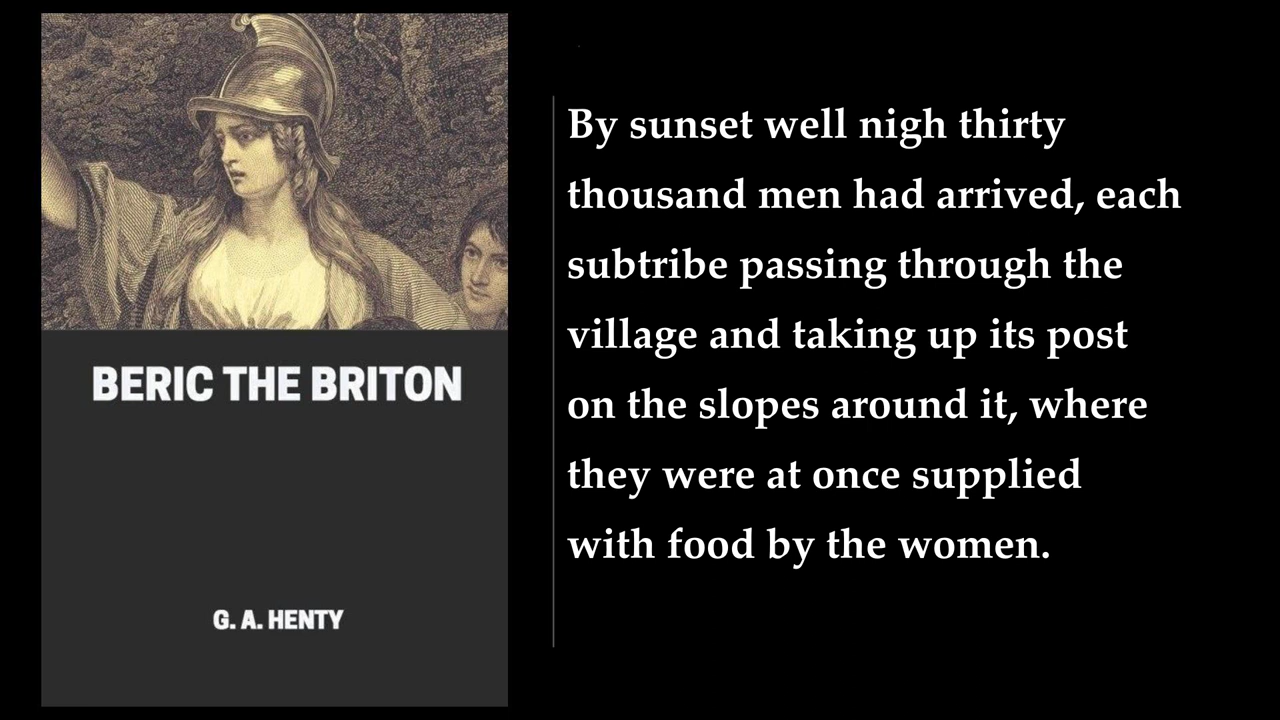 BERIC THE BRITON
G. A. HENTY
By sunset well nigh thirty
thousand men had arrived, each
subtribe passing through the
village and taking up its post
on the slopes around it, where
they were at once supplied
with food by the women.